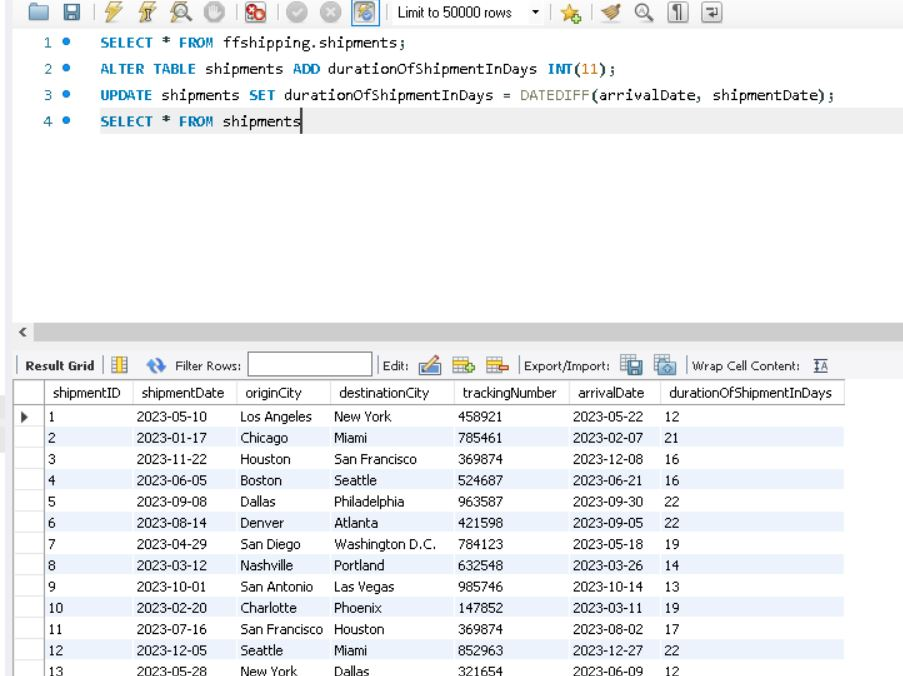 Limit to 50000 rows
1 SELECT * FROM ffshipping.shipments;
2 ALTER TABLE shipments ADD durationOfShipmentInDays INT(11);
3 UPDATE shipments SET durationOfShipmentInDays = DATEDIFF(arrivalDate, shipmentDate);
4 SELECT * FROM shipments
Result Grid Filter Rows: Edit: Export/Import: Wrap Cell Content: IA
shipmentID shipmentDate originCity destinationCity trackingNumber arrivalDate durationOfShipmentInDays
1 2023-05-10 Los Angeles New York 458921 2023-05-22 12
2 2023-01-17 Chicago Miami 785461 2023-02-07 21
3 2023-11-22 Houston San Francisco 369874 2023-12-08 16
4 2023-06-05 Boston Seattle 524687 2023-06-21 16
5 2023-09-08 Dallas Philadelphia 963587 2023-09-30 22
6 2023-08-14 Denver Atlanta 421598 2023-09-05 22
7 2023-04-29 San Diego Washington D.C. 784123 2023-05-18 19
8 2023-03-12 Nashville Portland 632548 2023-03-26 14
9 2023-10-01 San Antonio Las Vegas 985746 2023-10-14 13
10 2023-02-20 Charlotte Phoenix 147852 2023-03-11 19
11 2023-07-16 San Francisco Houston 369874 2023-08-02 17
12 2023-12-05 Seattle Miami 852963 2023-12-27 22
13 2023-05-28 New York Dallas 321654 2023-06-09 12